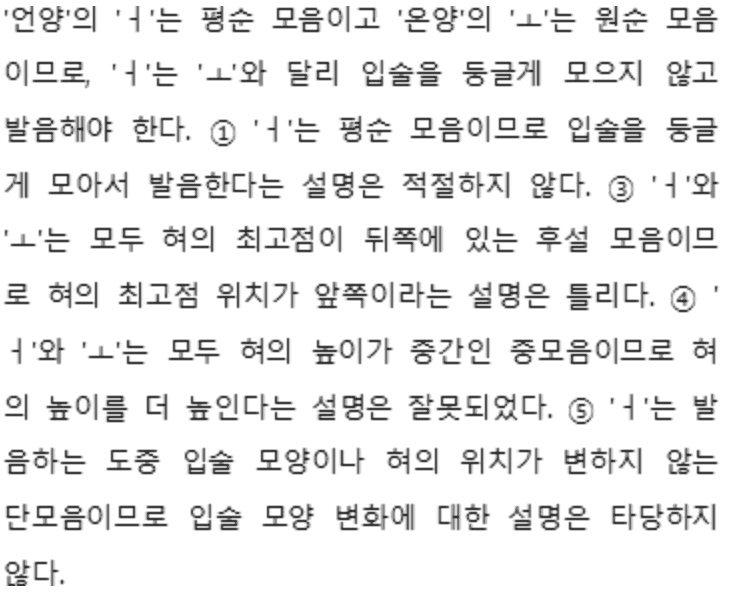 '언양'의 'ㅓ'는 평순 모음이고 '온양'의 'ㅗ'는 원순 모음
이므로, 'ㅓ'는 'ㅗ'와 달리 입술을 둥글게 모으지 않고
발음해야 한다. ① 'ㅓ'는 평순 모음이므로 입술을 둥글
게 모아서 발음한다는 설명은 적절하지 않다. ③ 'ㅓ'와
'ㅗ'는 모두 혀의 최고점이 뒤쪽에 있는 후설 모음이므
로 혀의 최고점 위치가 앞쪽이라는 설명은 틀리다. ④ '
ㅓ'와 'ㅗ'는 모두 혀의 높이가 중간인 중모음이므로 혀
의 높이를 더 높인다는 설명은 잘못되었다. ⑤ 'ㅓ'는 발
음하는 도중 입술 모양이나 혀의 위치가 변하지 않는
단모음이므로 입술 모양 변화에 대한 설명은 타당하지
않다.